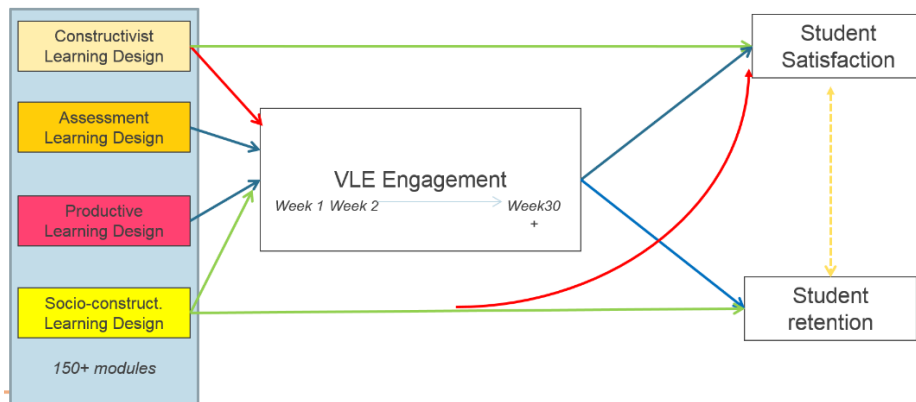 Constructivist
Learning Design
Assessment
Learning Design
Productive
Learning Design
Socio-construct.
Learning Design
150+ modules
VLE Engagement
Week 1 Week 2 Week30
+
Student
Satisfaction
Student
retention